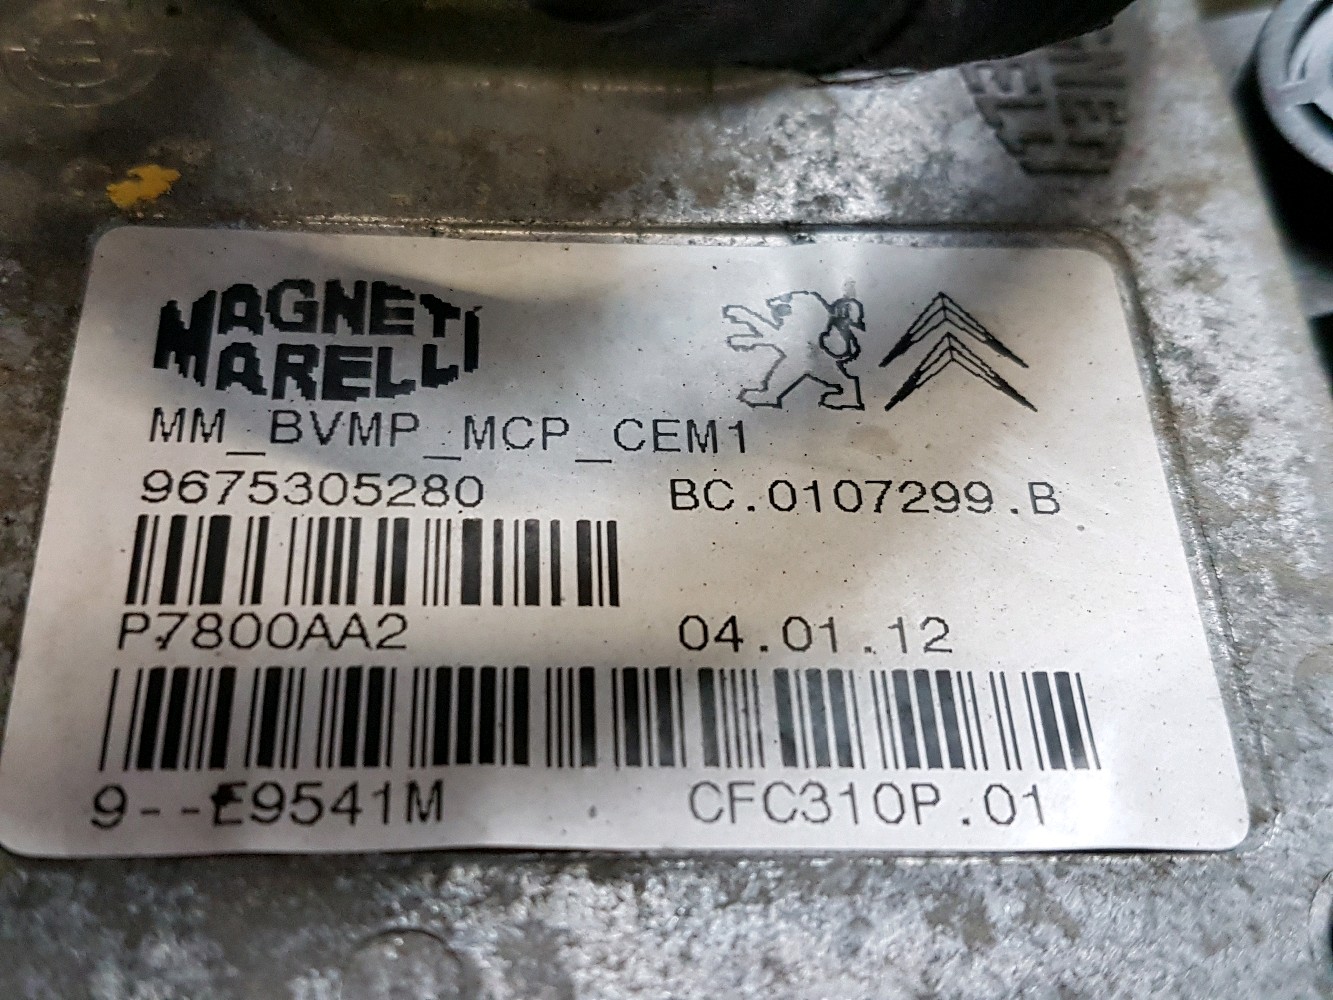 MAGNETI
MARELLI
MM_BVMP_MCP_CEM1
9675305280 BC.0107299.B
P7800AA2 04.01.12
9--E9541M CFC310P.01